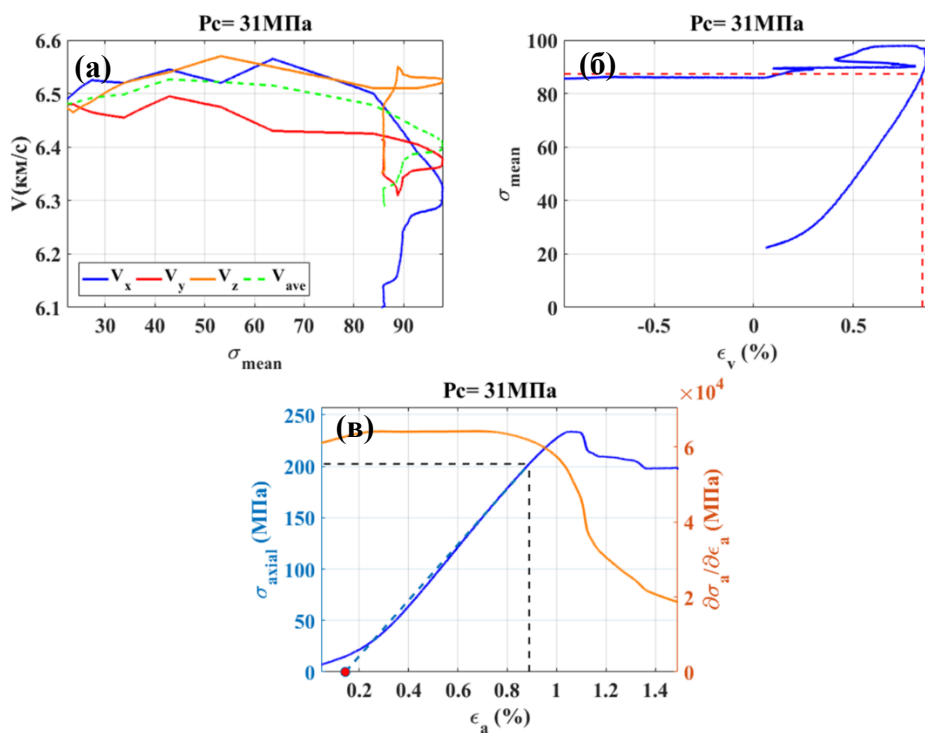 Pc= 31МПа
(а)
V(км/с)
6.6
6.5
6.4
6.3
6.2
6.1
V_x V_y V_z V_ave
30 40 50 60 70 80 90
σ_mean
Pc= 31МПа
(б)
σ_mean
100
80
60
40
20
0
-0.5 0 0.5
ϵ_v (%)
Pc= 31МПа
(в)
σ_axial (МПа)
250
200
150
100
50
0
×10^4
6
4
2
0
∂σ_a/∂ϵ_a (МПа)
0.2 0.4 0.6 0.8 1 1.2 1.4
ϵ_a (%)